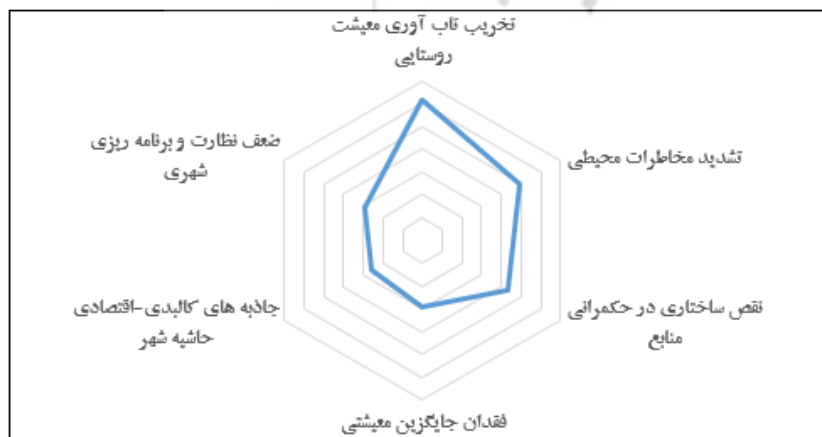 تخریب تاب آوری معیشت
روستایی
تشدید مخاطرات محیطی
نقص ساختاری در حکمرانی
منابع
فقدان جایگزین معیشتی
جاذبه های کالبدی-اقتصادی
حاشیه شهر
ضعف نظارت و برنامه ریزی
شهری